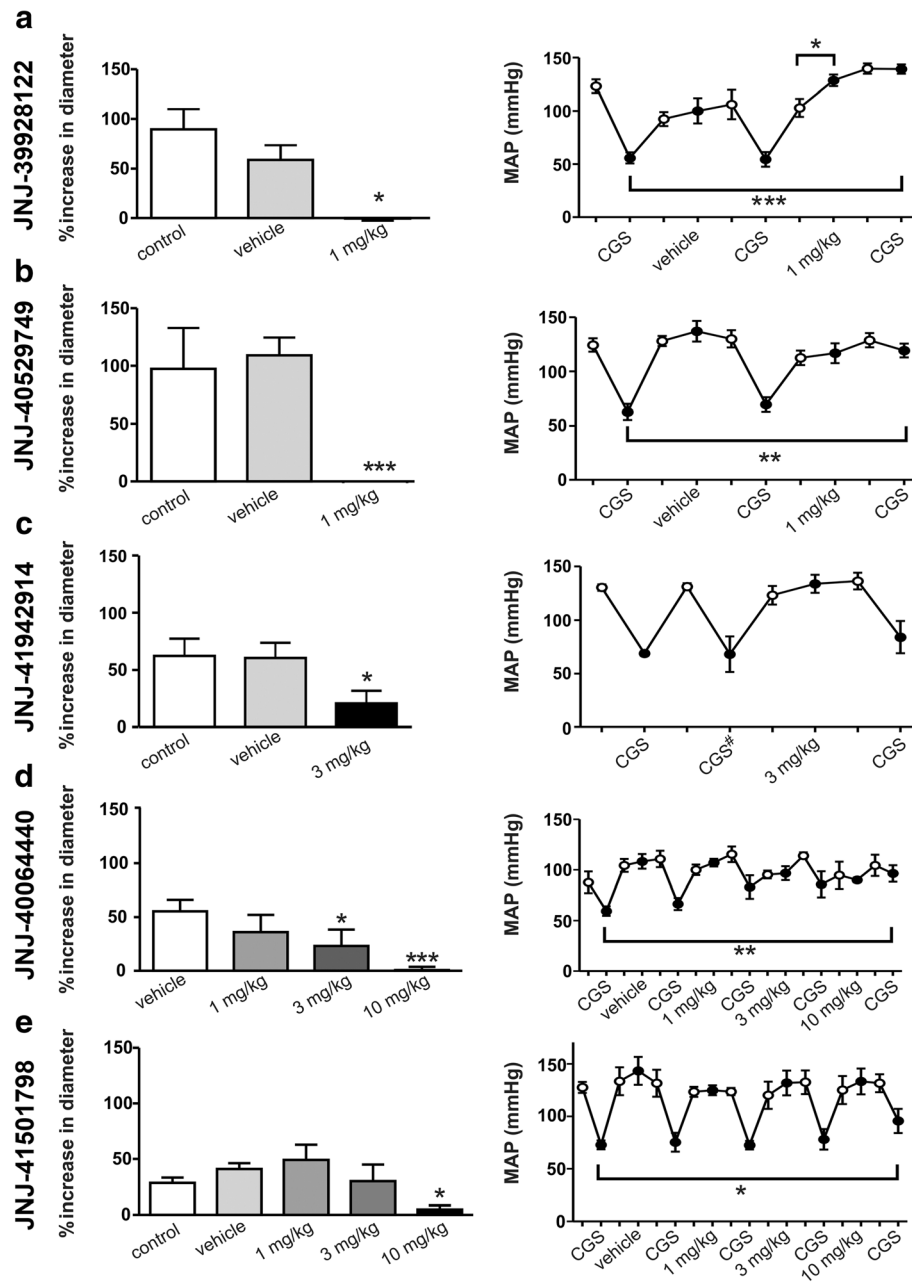 a
JNJ-39928122
%increase in diameter
150
100
50
0
*
control
vehicle
1 mg/kg
MAP (mmHg)
150
100
50
0
*
***
CGS
vehicle
CGS
1 mg/kg
CGS
b
JNJ-40529749
%increase in diameter
150
100
50
0
***
control
vehicle
1 mg/kg
MAP (mmHg)
150
100
50
0
**
CGS
vehicle
CGS
1 mg/kg
CGS
c
JNJ-41942914
%increase in diameter
150
100
50
0
*
control
vehicle
3 mg/kg
MAP (mmHg)
150
100
50
0
CGS
CGS#
3 mg/kg
CGS
d
JNJ-40064440
%increase in diameter
150
100
50
0
*
***
vehicle
1 mg/kg
3 mg/kg
10 mg/kg
MAP (mmHg)
150
100
50
0
**
CGS
vehicle
CGS
1 mg/kg
CGS
3 mg/kg
CGS
10 mg/kg
CGS
e
JNJ-41501798
%increase in diameter
150
100
50
0
*
control
vehicle
1 mg/kg
3 mg/kg
10 mg/kg
MAP (mmHg)
150
100
50
0
*
CGS
vehicle
CGS
1 mg/kg
CGS
3 mg/kg
CGS
10 mg/kg
CGS